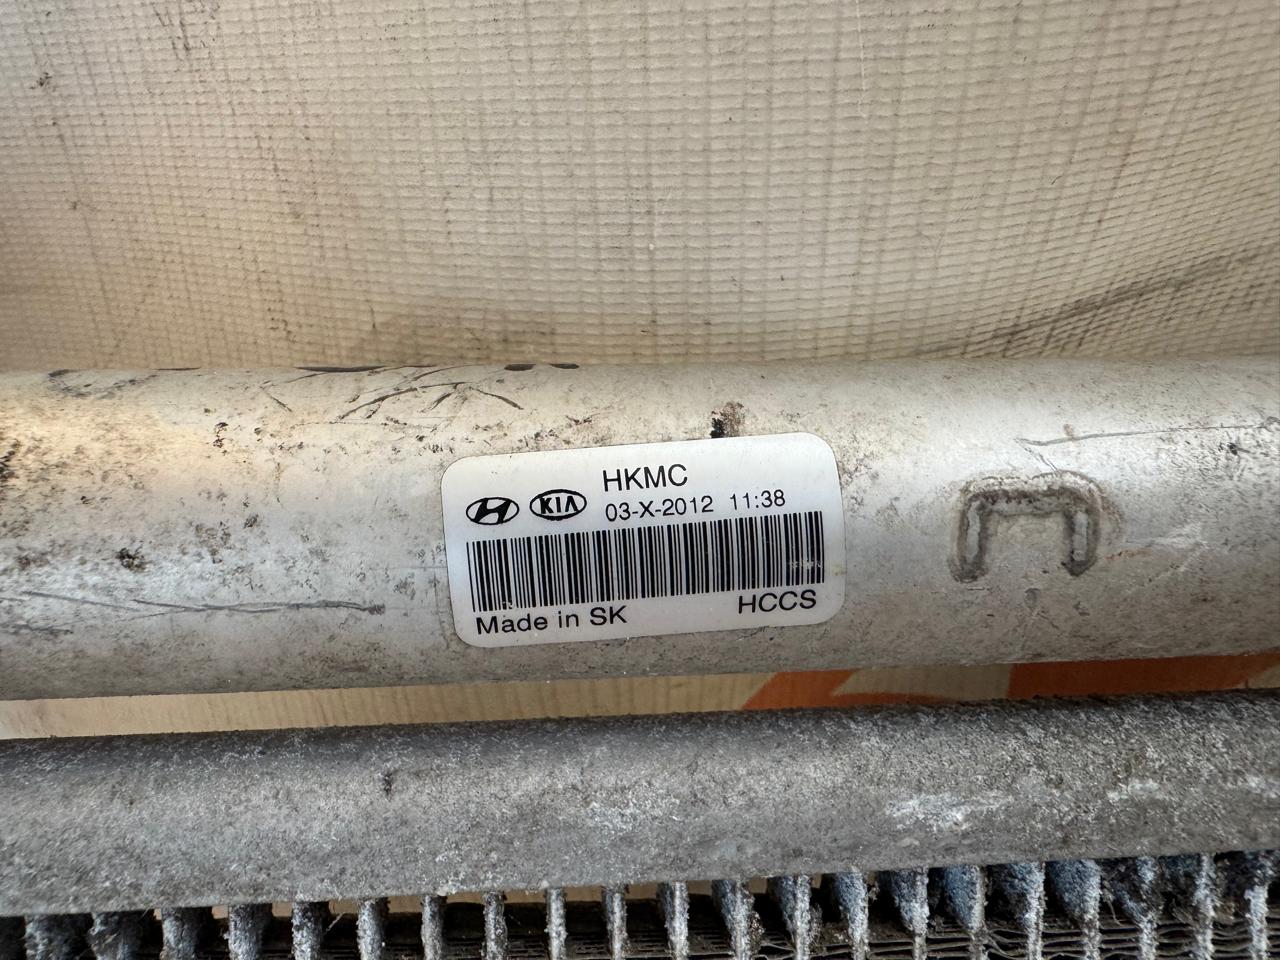 HKMC
KIA 03-X-2012 11:38
Made in SK HCCS